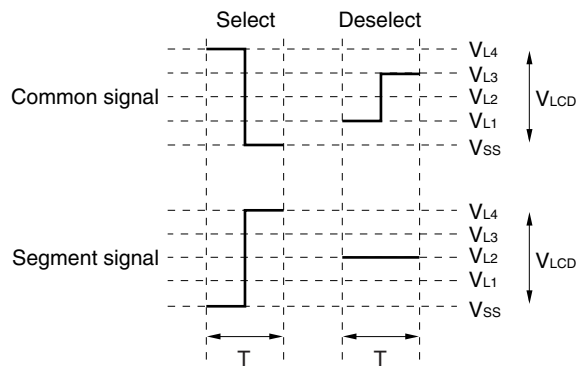 Select Deselect
Common signal
VL4
VL3
VL2
VL1
VSS
VLCD
Segment signal
VL4
VL3
VL2
VL1
VSS
VLCD
T T